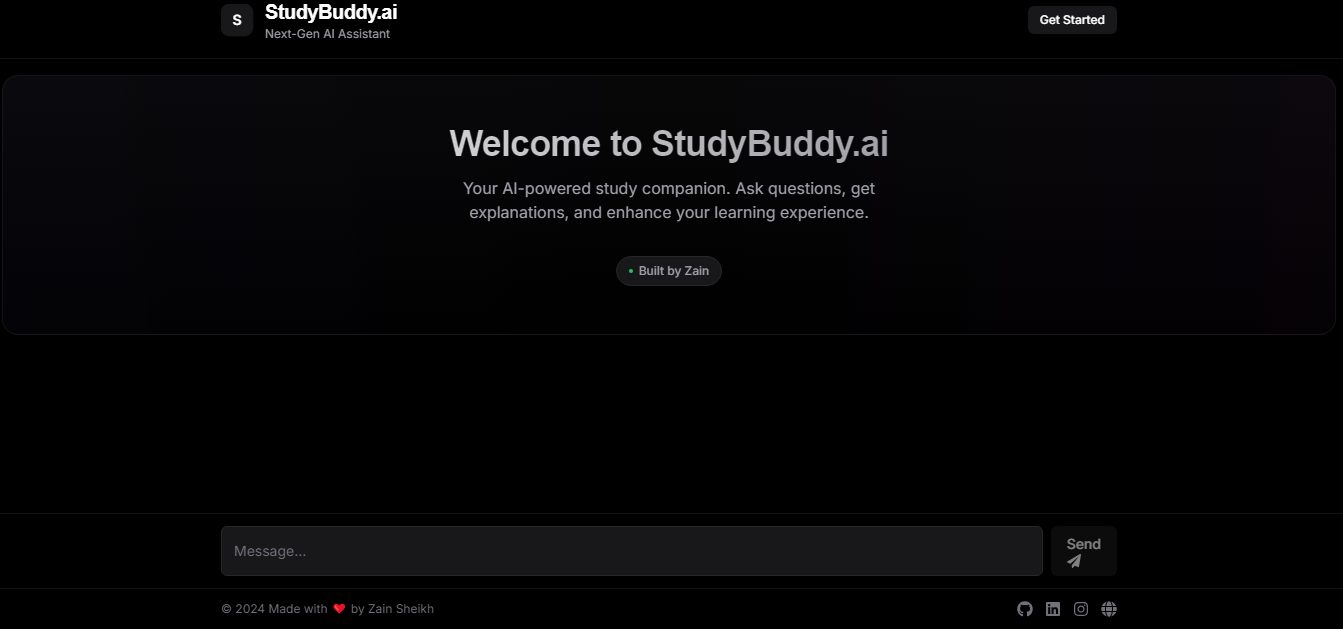 S
StudyBuddy.ai
Next-Gen AI Assistant
Get Started
Welcome to StudyBuddy.ai
Your AI-powered study companion. Ask questions, get
explanations, and enhance your learning experience.
Built by Zain
Message...
Send
© 2024 Made with ❤ by Zain Sheikh
in